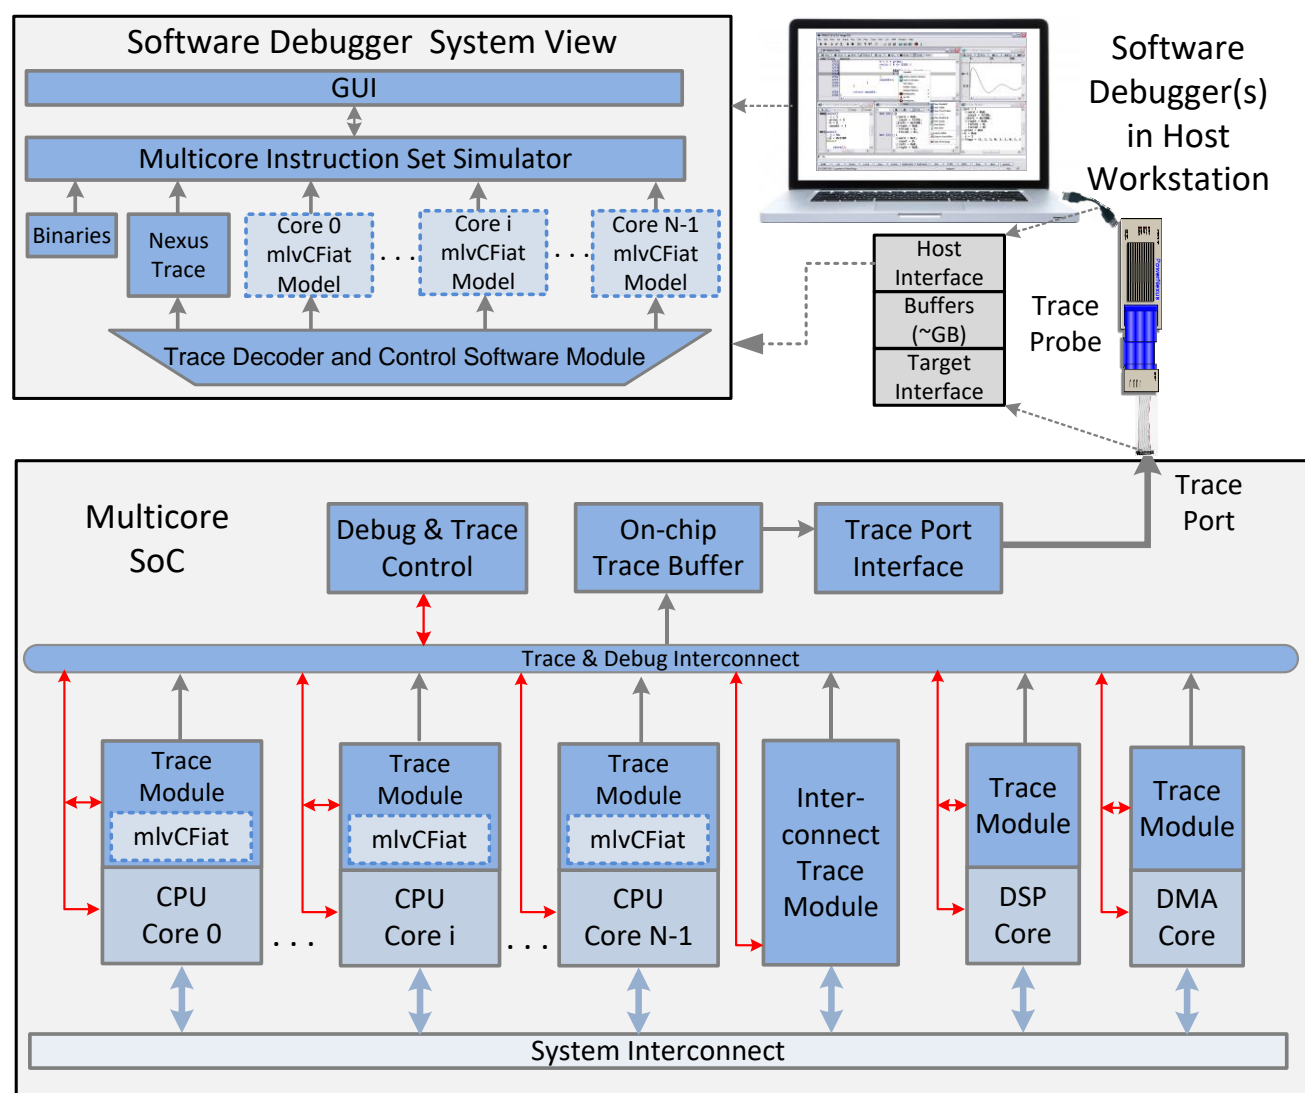 Software Debugger System View
GUI
Multicore Instruction Set Simulator
Binaries
Nexus
Trace
Core 0
mlvCFiat
Model
. . .
Core i
mlvCFiat
Model
. . .
Core N-1
mlvCFiat
Model
Trace Decoder and Control Software Module
Software
Debugger(s)
in Host
Workstation
Host
Interface
Buffers
(~GB)
Target
Interface
Trace
Probe
Multicore
SoC
Debug & Trace
Control
On-chip
Trace Buffer
Trace Port
Interface
Trace
Port
Trace & Debug Interconnect
Trace
Module
mlvCFiat
CPU
Core 0
. . .
Trace
Module
mlvCFiat
CPU
Core i
. . .
Trace
Module
mlvCFiat
CPU
Core N-1
Inter-
connect
Trace
Module
Trace
Module
DSP
Core
Trace
Module
DMA
Core
System Interconnect